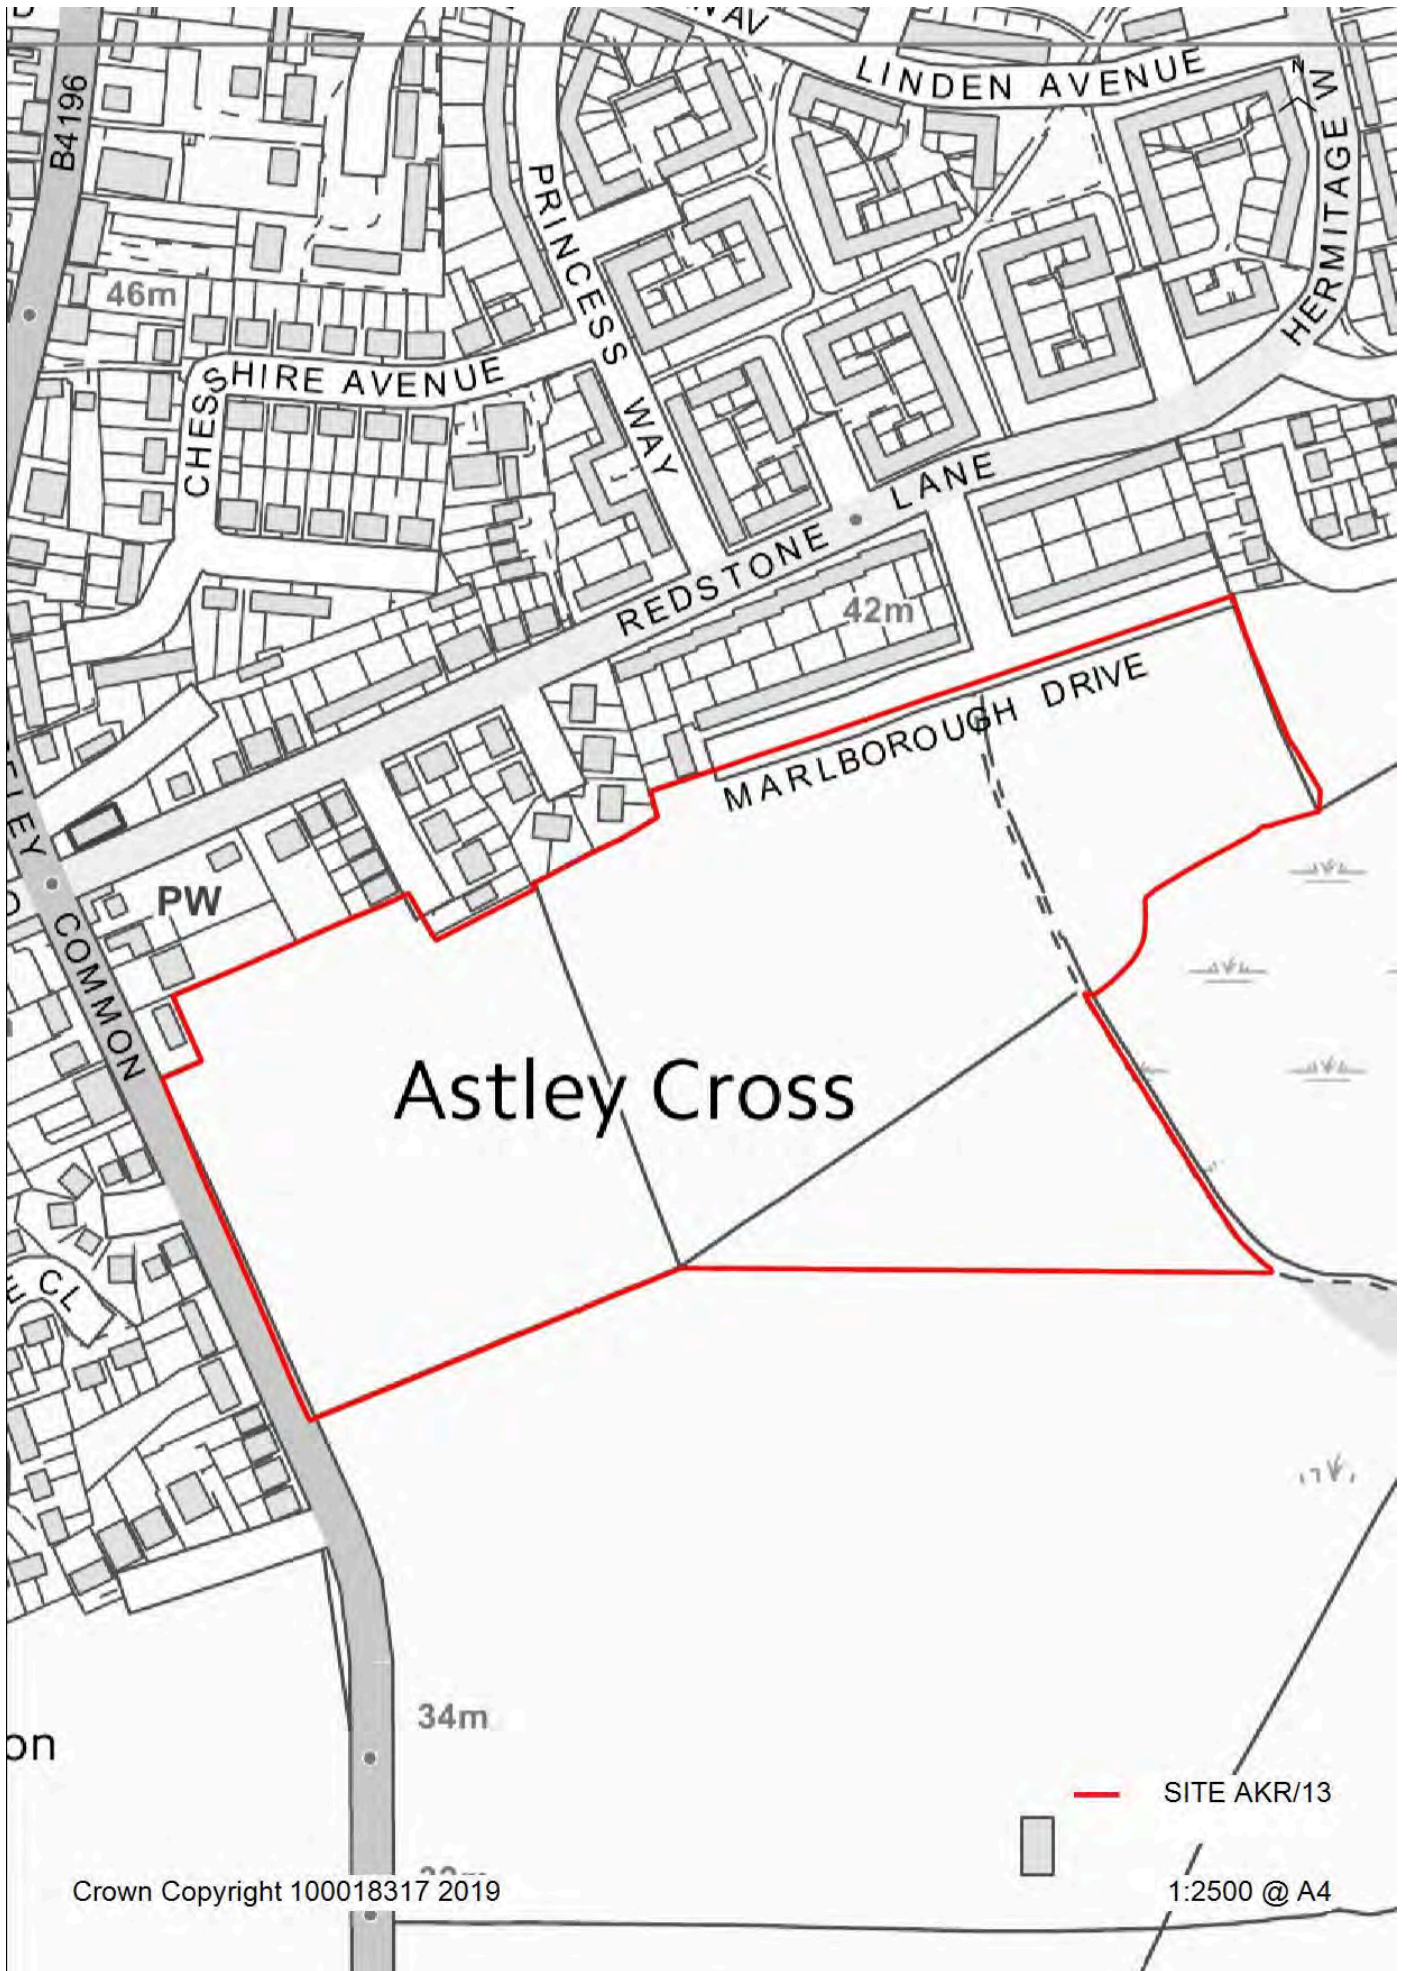 LINDEN AVENUE
N
B4196
HERMITAGE W
PRINCESS WAY
46m
CHESSHIRE AVENUE
REDSTONE LANE
42m
MARLBOROUGH DRIVE
PW
COMMON
Astley Cross
CL
34m
SITE AKR/13
Crown Copyright 100018317 2019
1:2500 @ A4